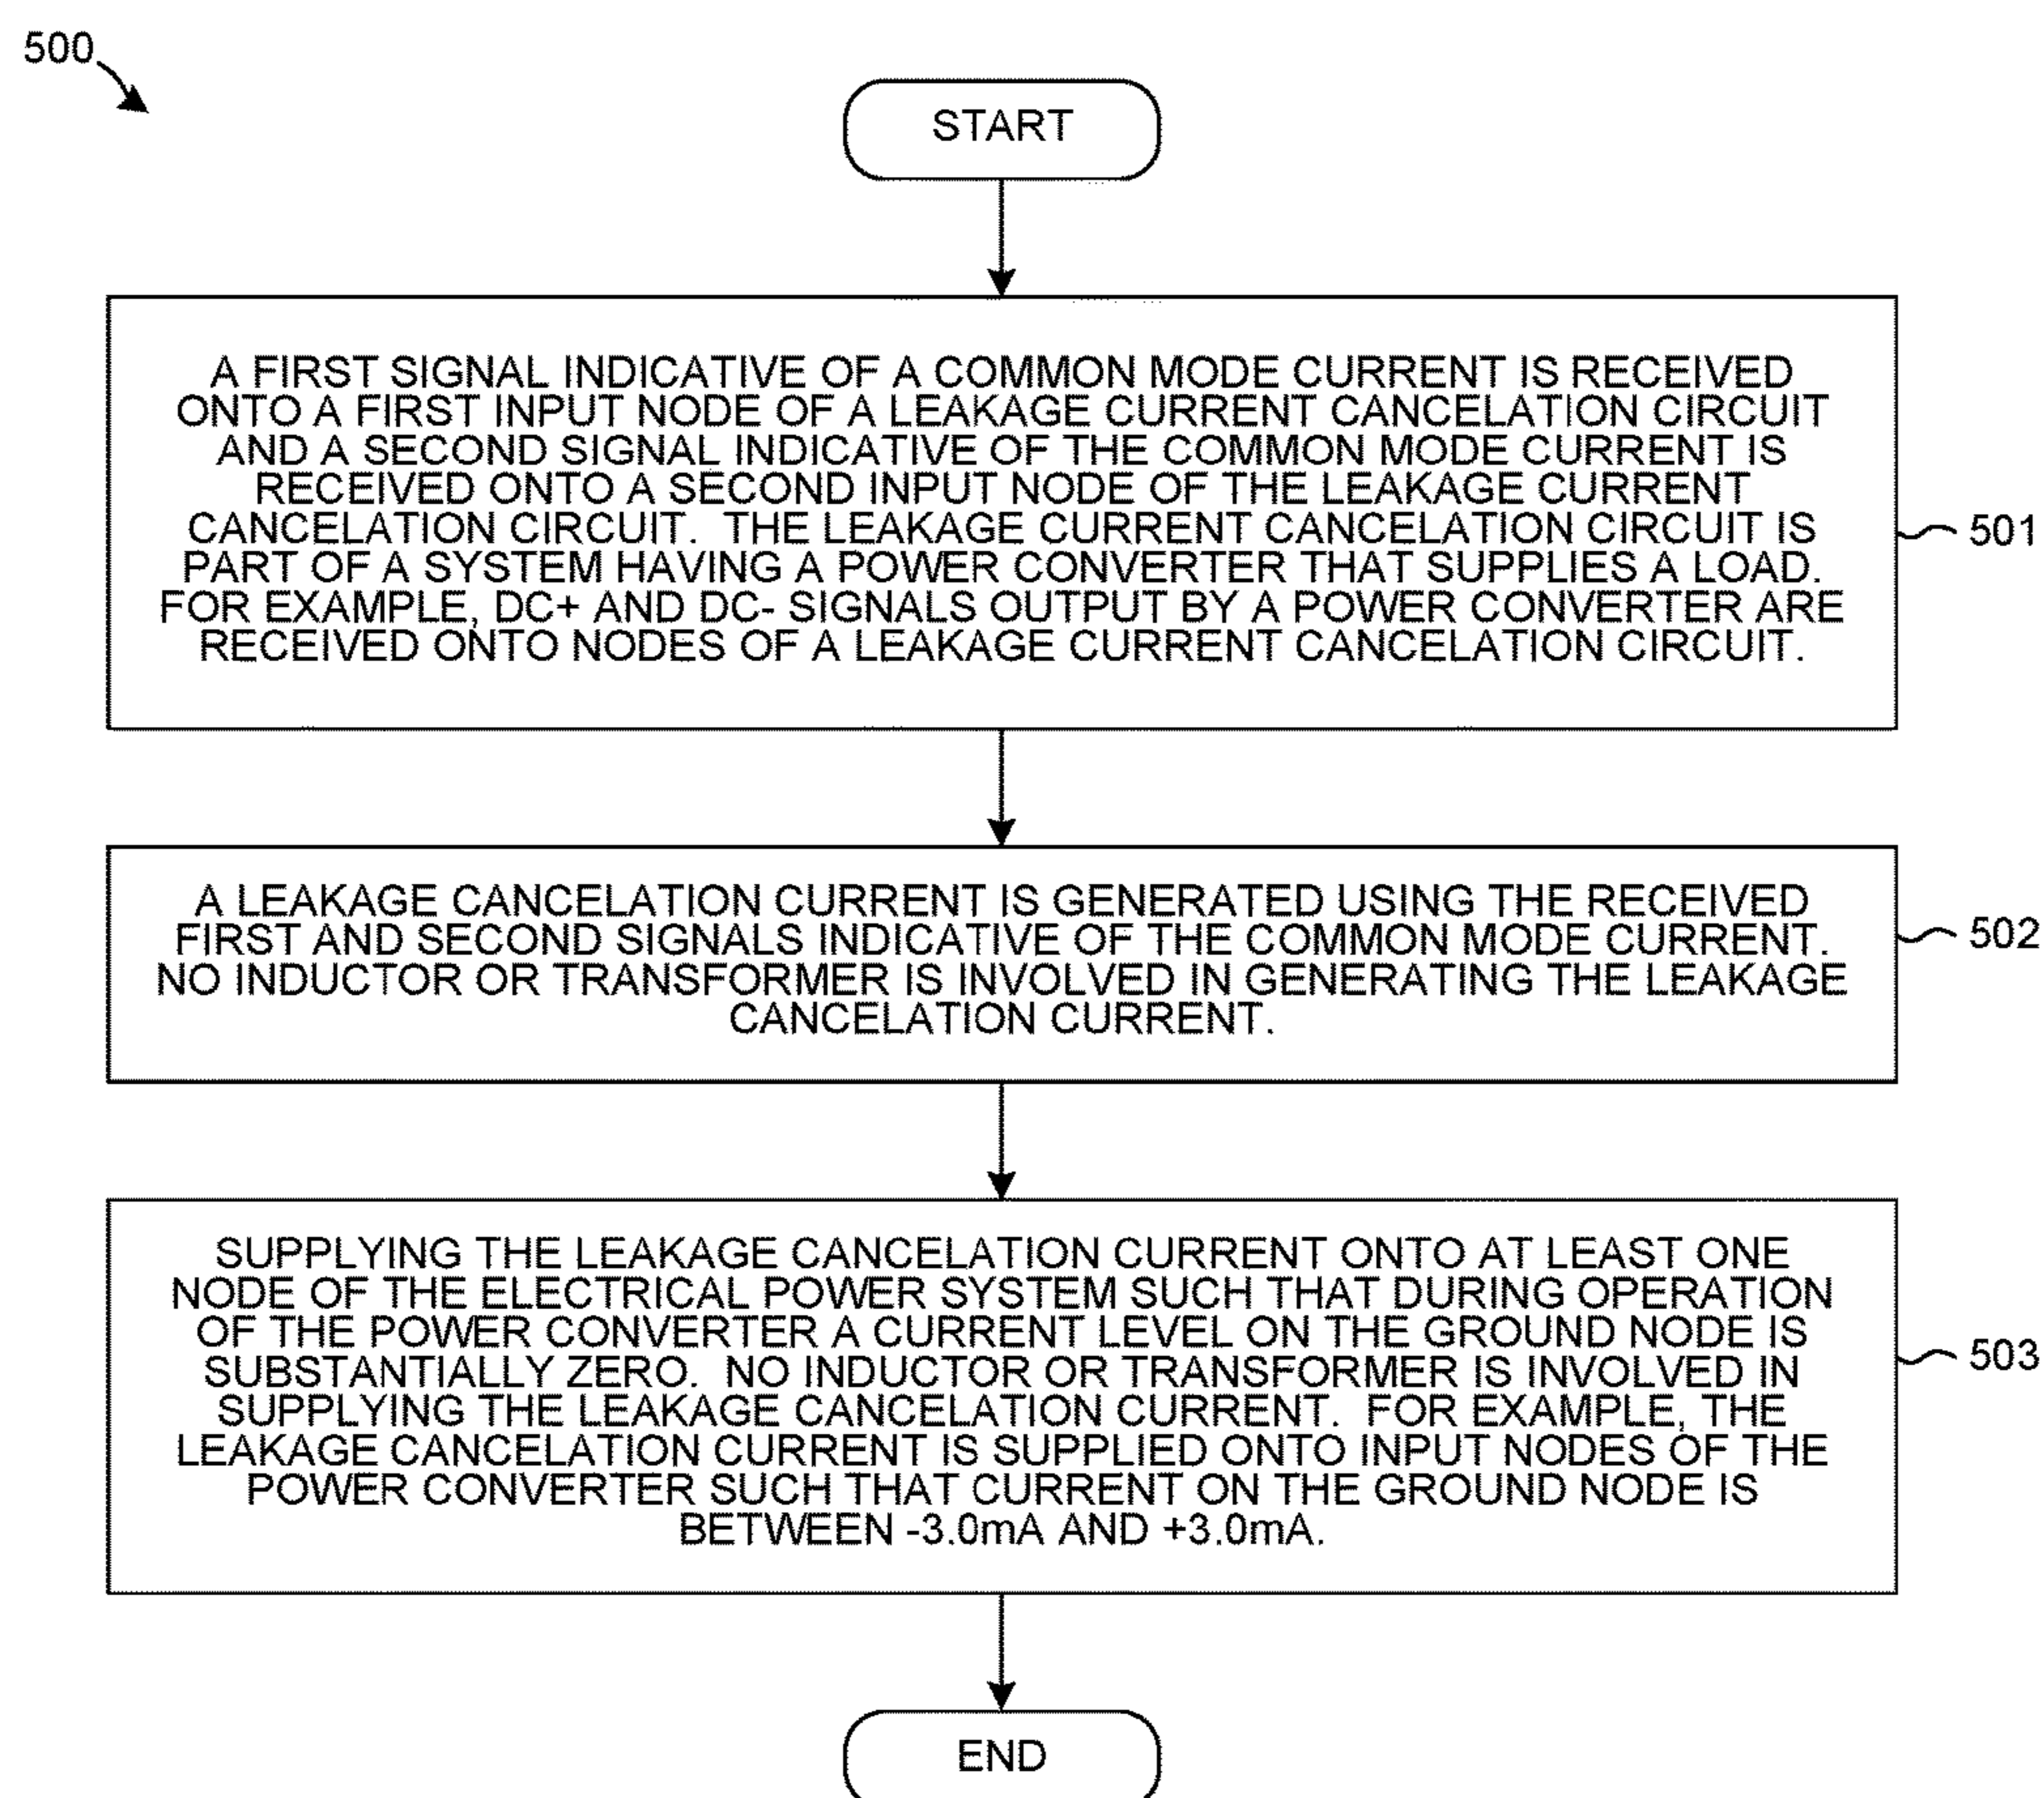 500
START
A FIRST SIGNAL INDICATIVE OF A COMMON MODE CURRENT IS RECEIVED
ONTO A FIRST INPUT NODE OF A LEAKAGE CURRENT CANCELATION CIRCUIT
AND A SECOND SIGNAL INDICATIVE OF THE COMMON MODE CURRENT IS
RECEIVED ONTO A SECOND INPUT NODE OF THE LEAKAGE CURRENT
CANCELATION CIRCUIT. THE LEAKAGE CURRENT CANCELATION CIRCUIT IS
PART OF A SYSTEM HAVING A POWER CONVERTER THAT SUPPLIES A LOAD.
FOR EXAMPLE, DC+ AND DC- SIGNALS OUTPUT BY A POWER CONVERTER ARE
RECEIVED ONTO NODES OF A LEAKAGE CURRENT CANCELATION CIRCUIT.
501
A LEAKAGE CANCELATION CURRENT IS GENERATED USING THE RECEIVED
FIRST AND SECOND SIGNALS INDICATIVE OF THE COMMON MODE CURRENT.
NO INDUCTOR OR TRANSFORMER IS INVOLVED IN GENERATING THE LEAKAGE
CANCELATION CURRENT.
502
SUPPLYING THE LEAKAGE CANCELATION CURRENT ONTO AT LEAST ONE
NODE OF THE ELECTRICAL POWER SYSTEM SUCH THAT DURING OPERATION
OF THE POWER CONVERTER A CURRENT LEVEL ON THE GROUND NODE IS
SUBSTANTIALLY ZERO. NO INDUCTOR OR TRANSFORMER IS INVOLVED IN
SUPPLYING THE LEAKAGE CANCELATION CURRENT. FOR EXAMPLE, THE
LEAKAGE CANCELATION CURRENT IS SUPPLIED ONTO INPUT NODES OF THE
POWER CONVERTER SUCH THAT CURRENT ON THE GROUND NODE IS
BETWEEN -3.0mA AND +3.0mA.
503
END